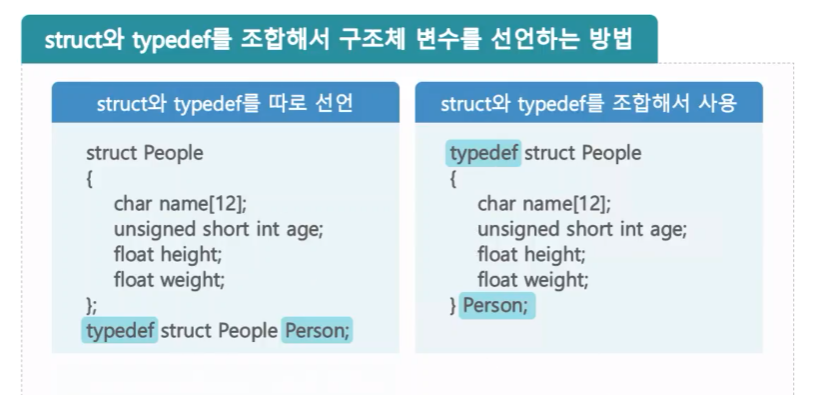 struct와 typedef를 조합해서 구조체 변수를 선언하는 방법
struct와 typedef를 따로 선언
struct People
{
char name[12];
unsigned short int age;
float height;
float weight;
};
typedef struct People Person;
struct와 typedef를 조합해서 사용
typedef struct People
{
char name[12];
unsigned short int age;
float height;
float weight;
} Person;